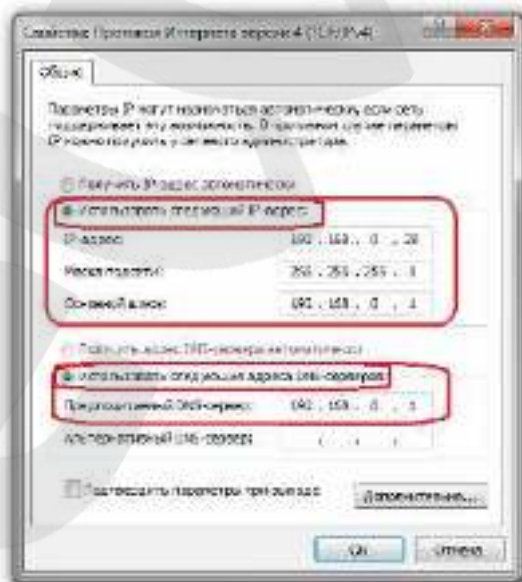 Свойства: Протокол Интернета версии 4 (TCP/IPv4)
Общие
Параметры IP могут назначаться автоматически, если сеть
поддерживает эту возможность. В противном случае параметры
IP можно получить у сетевого администратора.
Получить IP-адрес автоматически
Использовать следующий IP-адрес:
IP-адрес: 192 . 168 . 0 . 28
Маска подсети: 255 . 255 . 255 .
Основной шлюз: 192 . 168 . 0 . 1
Получить адрес DNS-сервера автоматически
Использовать следующие адреса DNS-серверов:
Предпочитаемый DNS-сервер: 192 . 168 . 0 . 1
Альтернативный DNS-сервер: . . .
Подтвердить параметры при выходе
Дополнительно...
ОК
Отмена